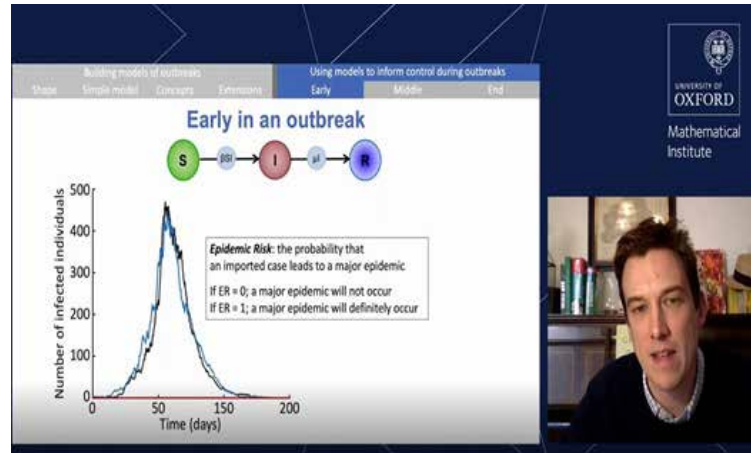 Building models of outbreaks
Using models to inform control during outbreaks
Shape Simple model Concepts Extensions Early Middle End
Early in an outbreak
S βSI I μI R
Number of infected individuals
500
400
300
200
100
0
0 50 150 200
Time (days)
Epidemic Risk: the probability that
an imported case leads to a major epidemic
If ER = 0; a major epidemic will not occur
If ER = 1; a major epidemic will definitely occur
UNIVERSITY OF
OXFORD
Mathematical
Institute